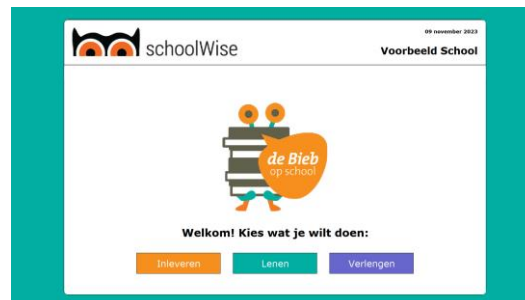 09 november 2023
schoolWise
Voorbeeld School
de Bieb
op school
Welkom! Kies wat je wilt doen:
Inleveren
Lenen
Verlengen